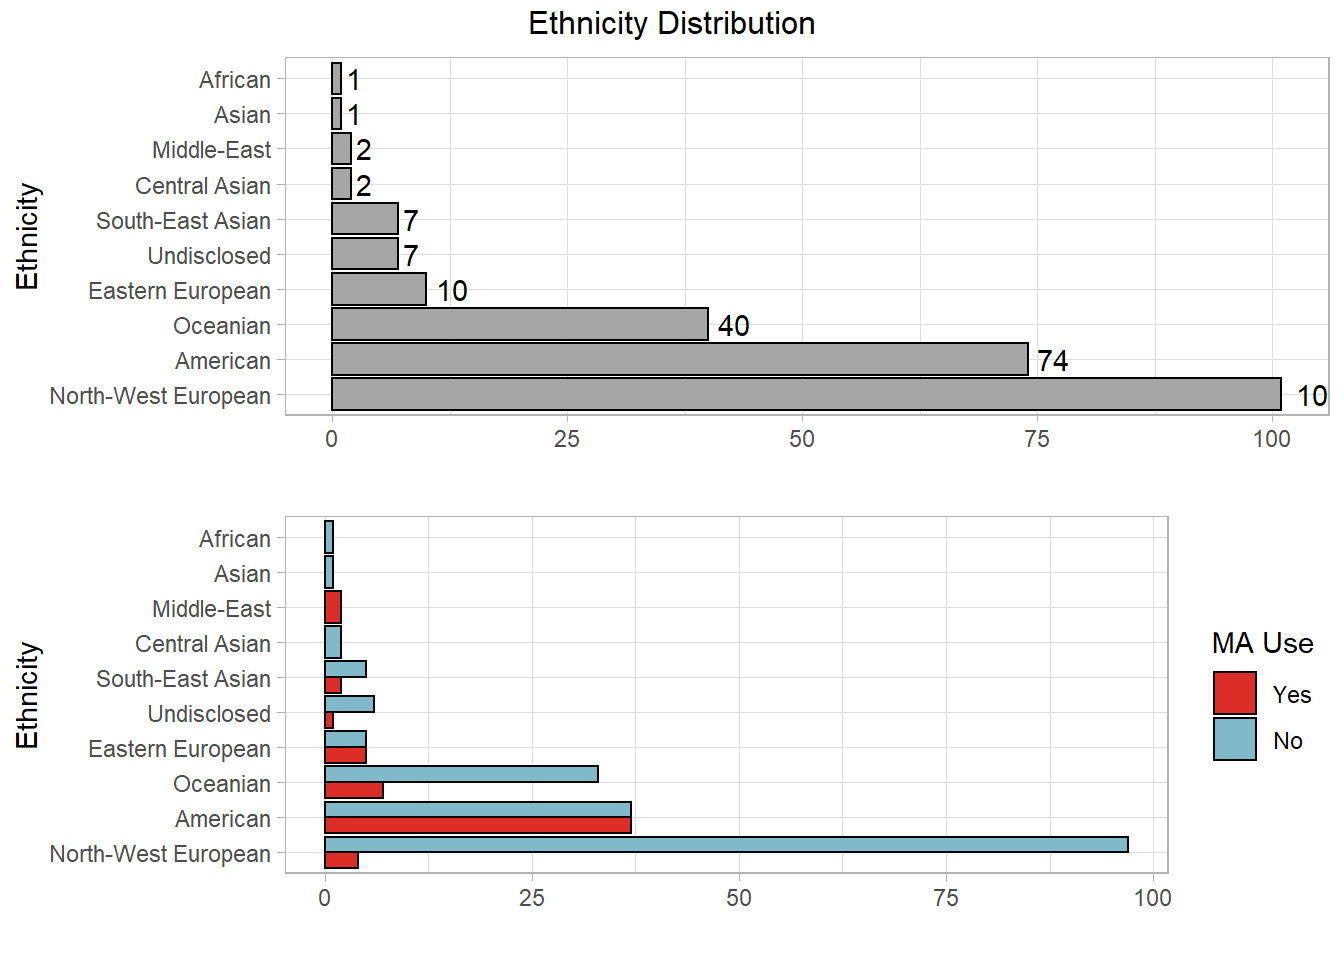 Ethnicity Distribution
Ethnicity
African 1
Asian 1
Middle-East 2
Central Asian 2
South-East Asian 7
Undisclosed 7
Eastern European 10
Oceanian 40
American 74
North-West European 10
0 25 50 75 100
Ethnicity
African
Asian
Middle-East
Central Asian
South-East Asian
Undisclosed
Eastern European
Oceanian
American
North-West European
0 25 50 75 100
MA Use
Yes
No